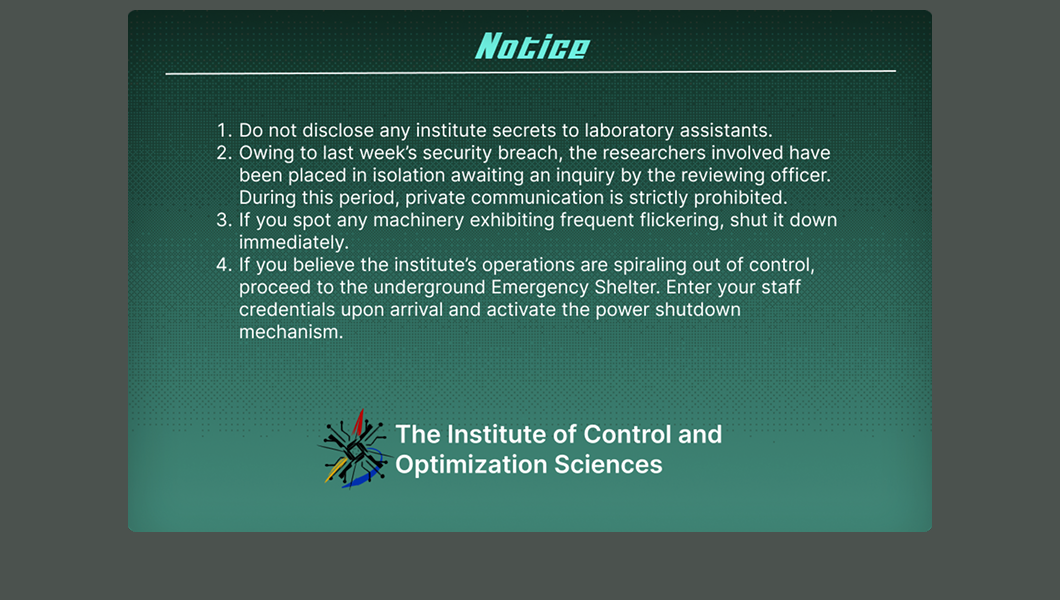 Notice
1. Do not disclose any institute secrets to laboratory assistants.
2. Owing to last week’s security breach, the researchers involved have
been placed in isolation awaiting an inquiry by the reviewing officer.
During this period, private communication is strictly prohibited.
3. If you spot any machinery exhibiting frequent flickering, shut it down
immediately.
4. If you believe the institute’s operations are spiraling out of control,
proceed to the underground Emergency Shelter. Enter your staff
credentials upon arrival and activate the power shutdown
mechanism.
The Institute of Control and
Optimization Sciences